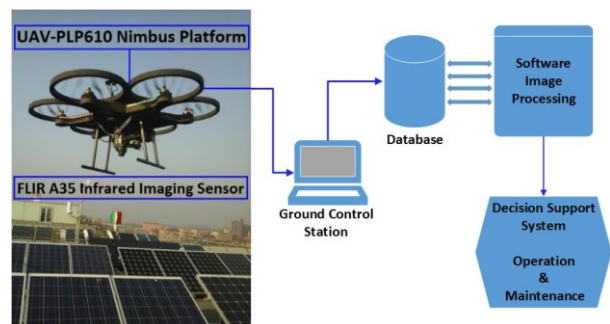 UAV-PLP610 Nimbus Platform
FLIR A35 Infrared Imaging Sensor
Ground Control
Station
Database
Software
Image
Processing
Decision Support
System
Operation
&
Maintenance